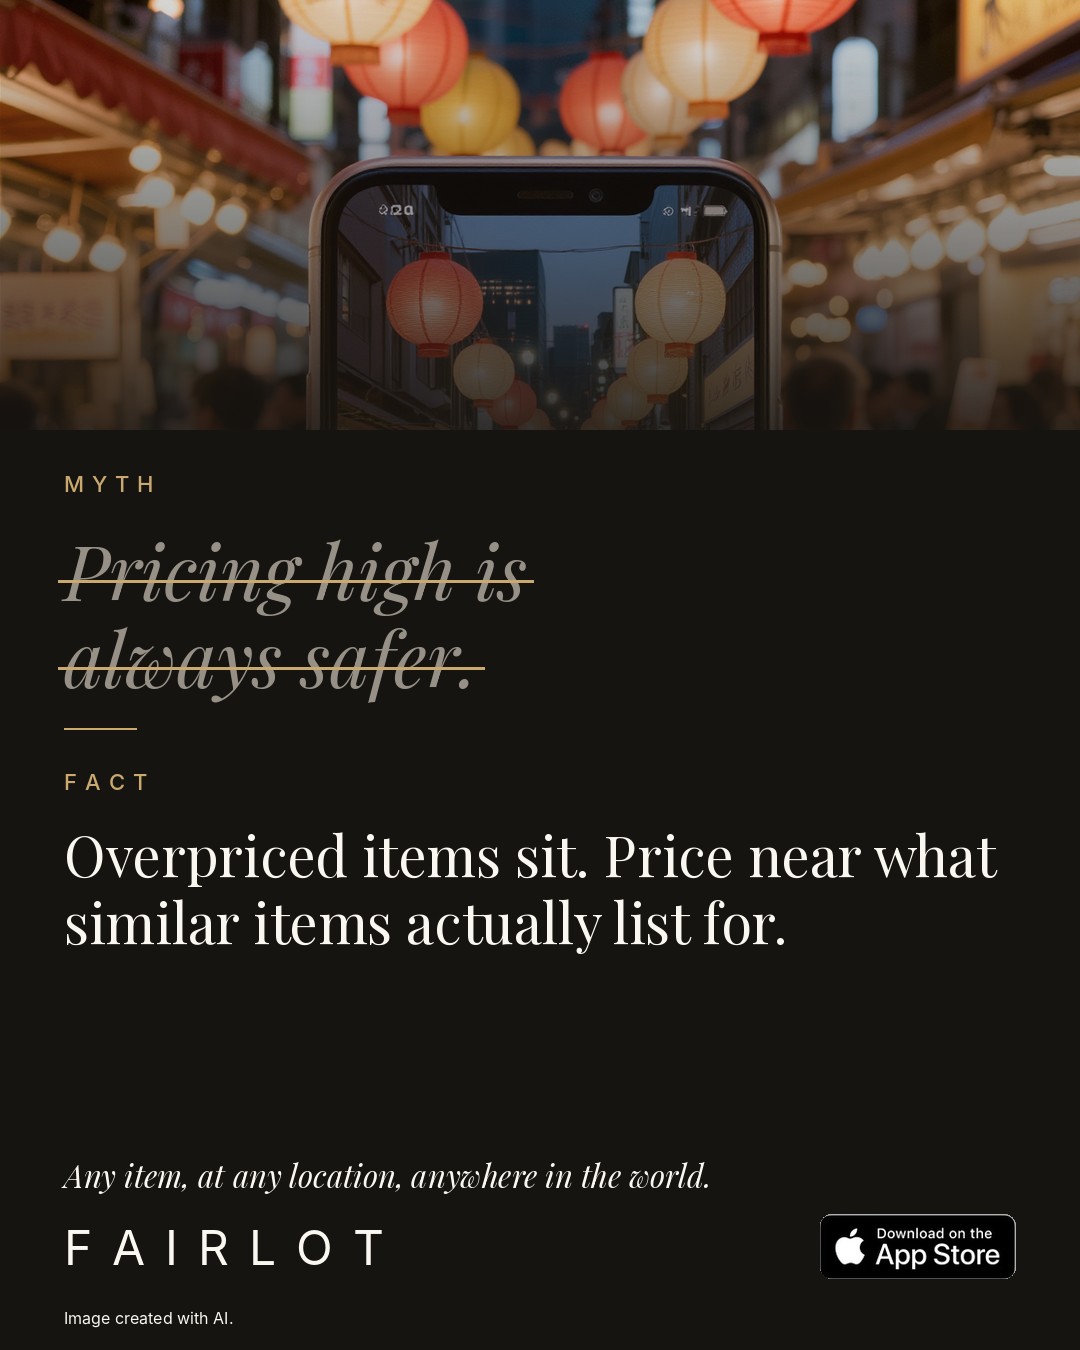 MYTH
Pricing high is
always safer.
FACT
Overpriced items sit. Price near what
similar items actually list for.
Any item, at any location, anywhere in the world.
FAIRLOT
Download on the
App Store
Image created with AI.